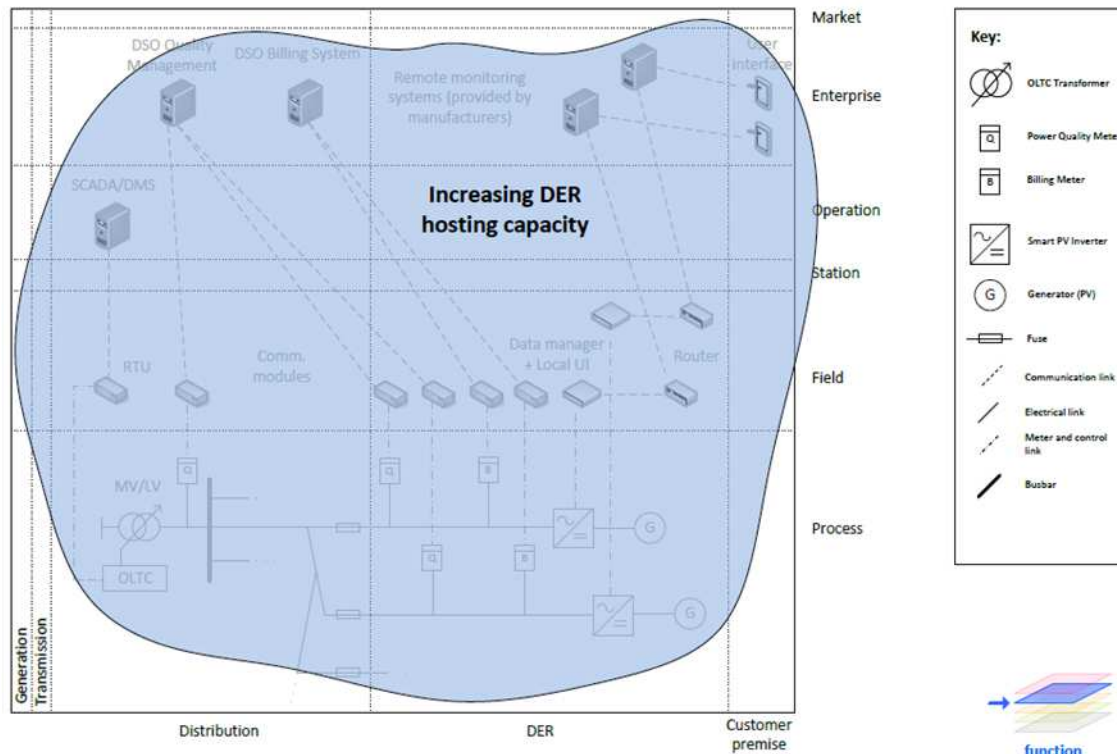 Market
DSO Quality
Management
DSO Billing System
Remote monitoring
systems (provided by
manufacturers)
User
interface
Enterprise
SCADA/DMS
Increasing DER
hosting capacity
Operation
Station
RTU
Comm.
modules
Data manager
+ Local UI
Router
Field
Q
Q
B
MV/LV
G
Process
Q
B
OLTC
G
Generation
Transmission
Distribution
DER
Customer
premise
Key:
OLTC Transformer
Q
Power Quality Mete
B
Billing Meter
Smart PV Inverter
G
Generator (PV)
Fuse
Communication link
Electrical link
Meter and control
link
Busbar
function